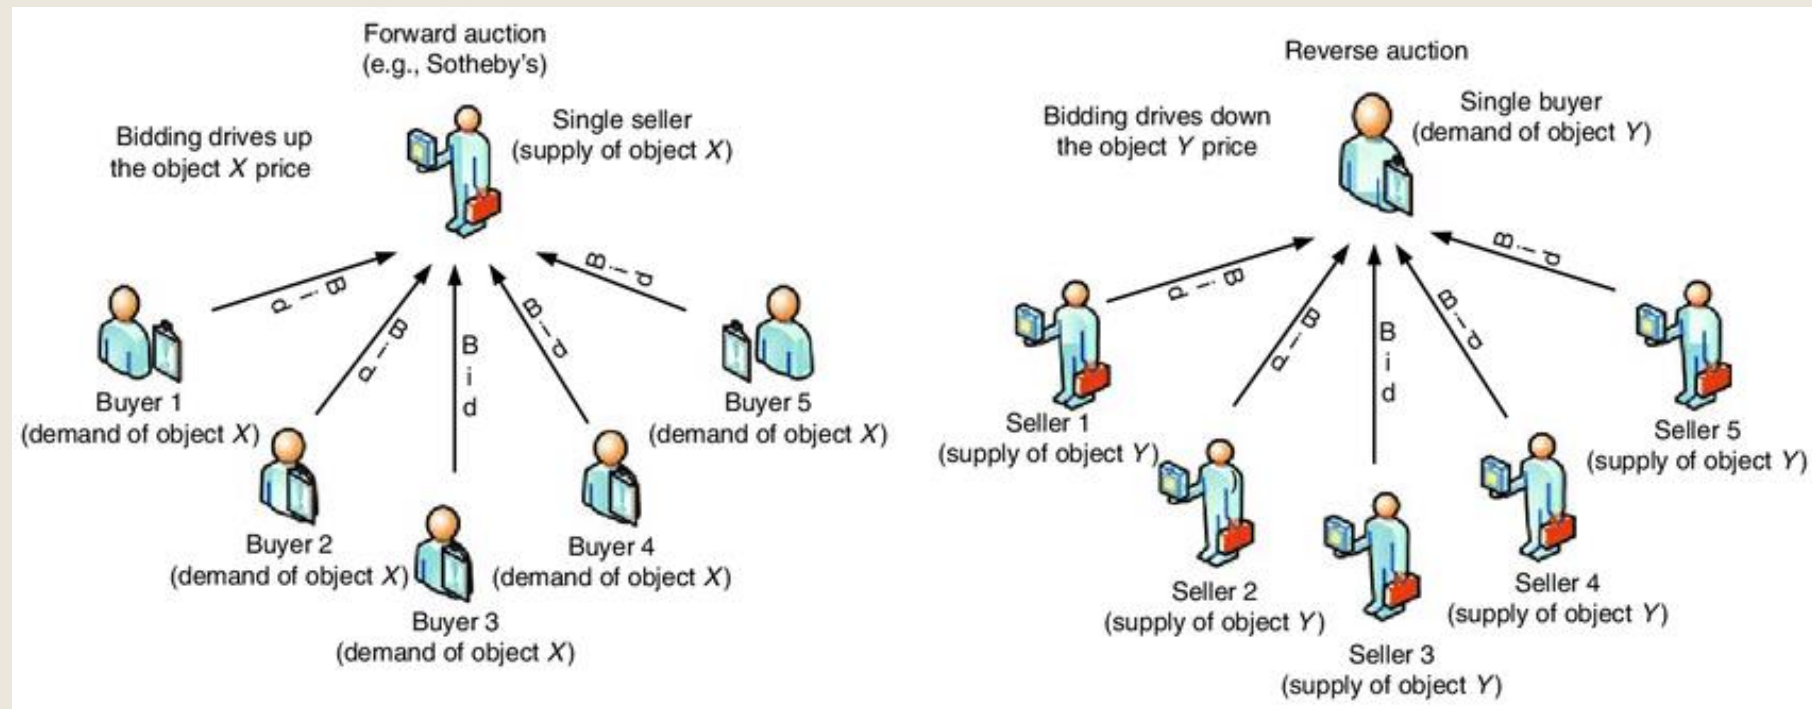 Forward auction
(e.g., Sotheby's)
Bidding drives up
the object X price
Single seller
(supply of object X)
Bid
Bid
Bid
Bid
Bid
Buyer 1
(demand of object X)
Buyer 2
(demand of object X)
Buyer 3
(demand of object X)
Buyer 4
(demand of object X)
Buyer 5
(demand of object X)
Reverse auction
Bidding drives down
the object Y price
Single buyer
(demand of object Y)
Bid
Bid
Bid
Bid
Bid
Seller 1
(supply of object Y)
Seller 2
(supply of object Y)
Seller 3
(supply of object Y)
Seller 4
(supply of object Y)
Seller 5
(supply of object Y)